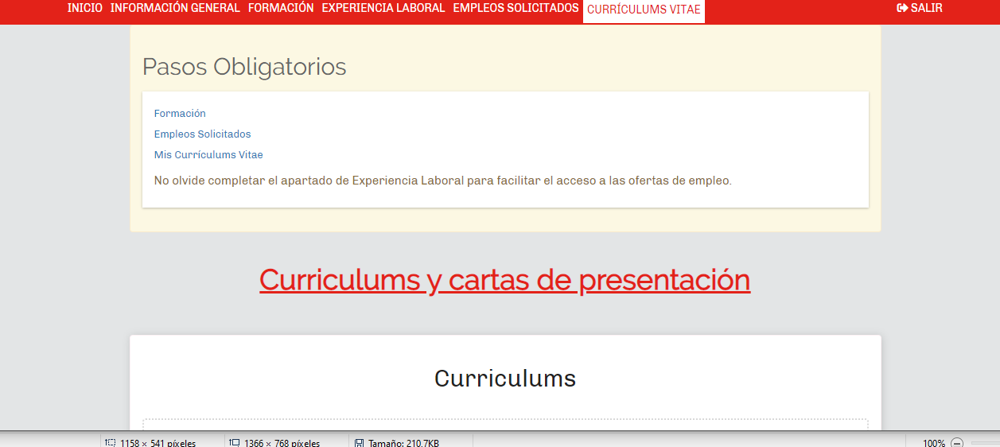 INICIO INFORMACIÓN GENERAL FORMACIÓN EXPERIENCIA LABORAL EMPLEOS SOLICITADOS CURRÍCULUMS VITAE SALIR
Pasos Obligatorios
Formación
Empleos Solicitados
Mis Currículums Vitae
No olvide completar el apartado de Experiencia Laboral para facilitar el acceso a las ofertas de empleo.
Curriculums y cartas de presentación
Curriculums
1158 × 541 píxeles 1366 × 768 píxeles Tamaño: 210,7KB 100%